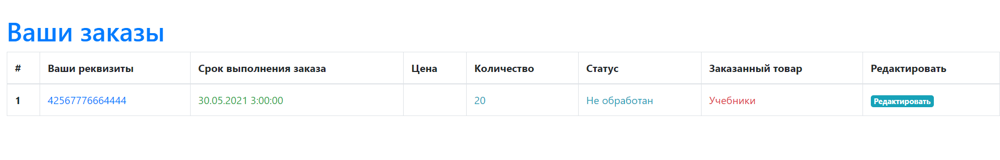 Ваши заказы
# Ваши реквизиты Срок выполнения заказа Цена Количество Статус Заказанный товар Редактировать
1 42567776664444 30.05.2021 3:00:00 20 Не обработан Учебники Редактировать